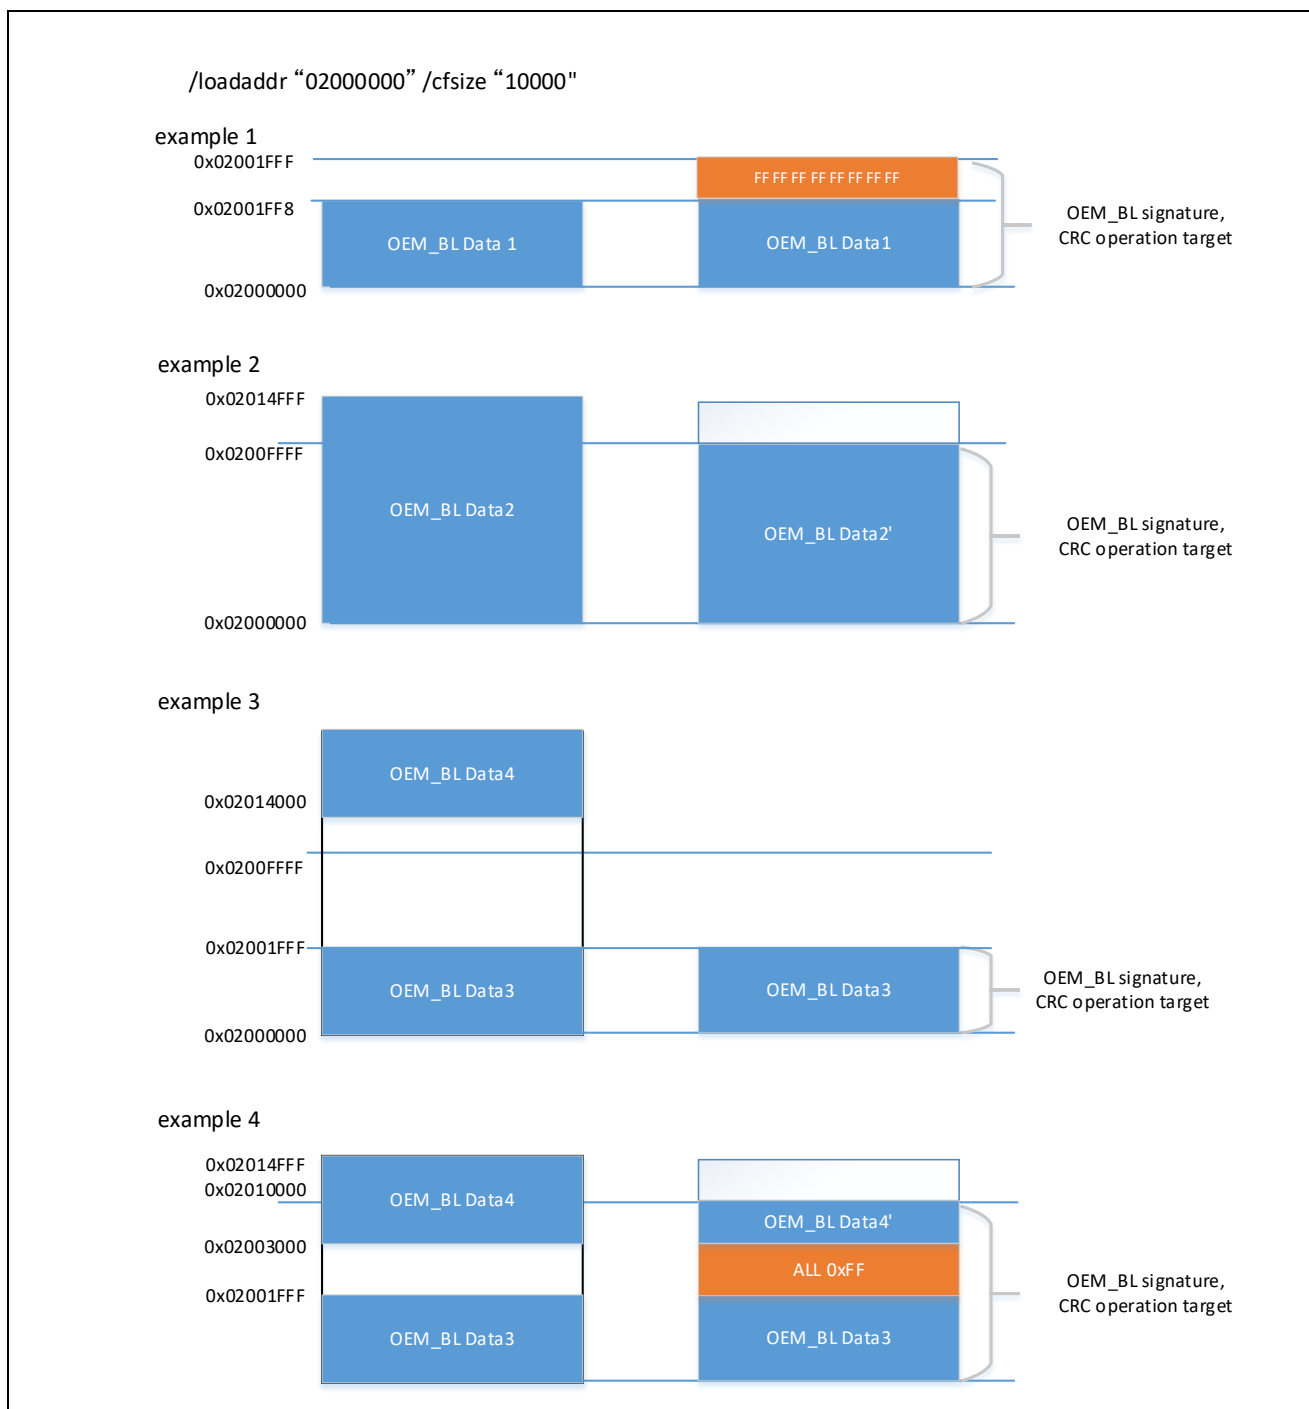 /loadaddr “02000000” /cfsize “10000"
example 1
0x02001FFF
FF FF FF FF FF FF FF FF
0x02001FF8
OEM_BL Data 1
OEM_BL Data1
OEM_BL signature,
CRC operation target
0x02000000
example 2
0x02014FFF
0x0200FFFF
OEM_BL Data2
OEM_BL Data2'
OEM_BL signature,
CRC operation target
0x02000000
example 3
OEM_BL Data4
0x02014000
0x0200FFFF
0x02001FFF
OEM_BL Data3
OEM_BL Data3
OEM_BL signature,
CRC operation target
0x02000000
example 4
0x02014FFF
0x02010000
OEM_BL Data4
OEM_BL Data4'
0x02003000
ALL 0xFF
0x02001FFF
OEM_BL signature,
CRC operation target
OEM_BL Data3
OEM_BL Data3